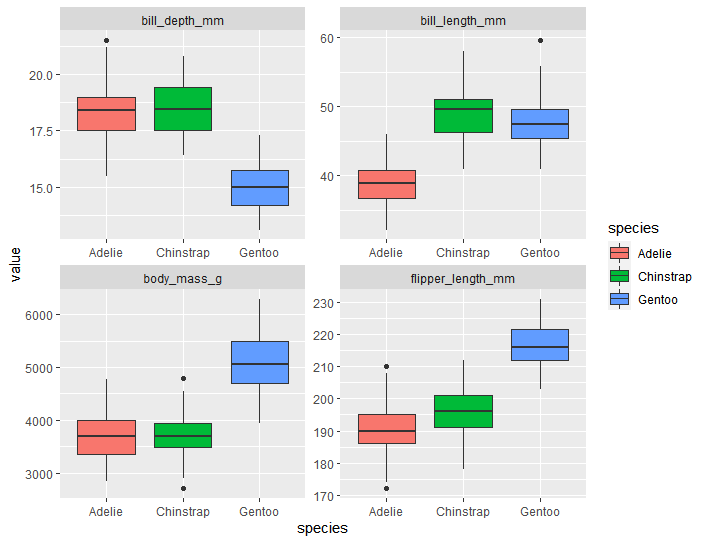 bill_depth_mm
bill_length_mm
20.0
17.5
15.0
60
50
40
Adelie Chinstrap Gentoo
Adelie Chinstrap Gentoo
value
body_mass_g
flipper_length_mm
6000
5000
4000
3000
230
220
210
200
190
180
170
Adelie Chinstrap Gentoo
Adelie Chinstrap Gentoo
species
species
Adelie
Chinstrap
Gentoo